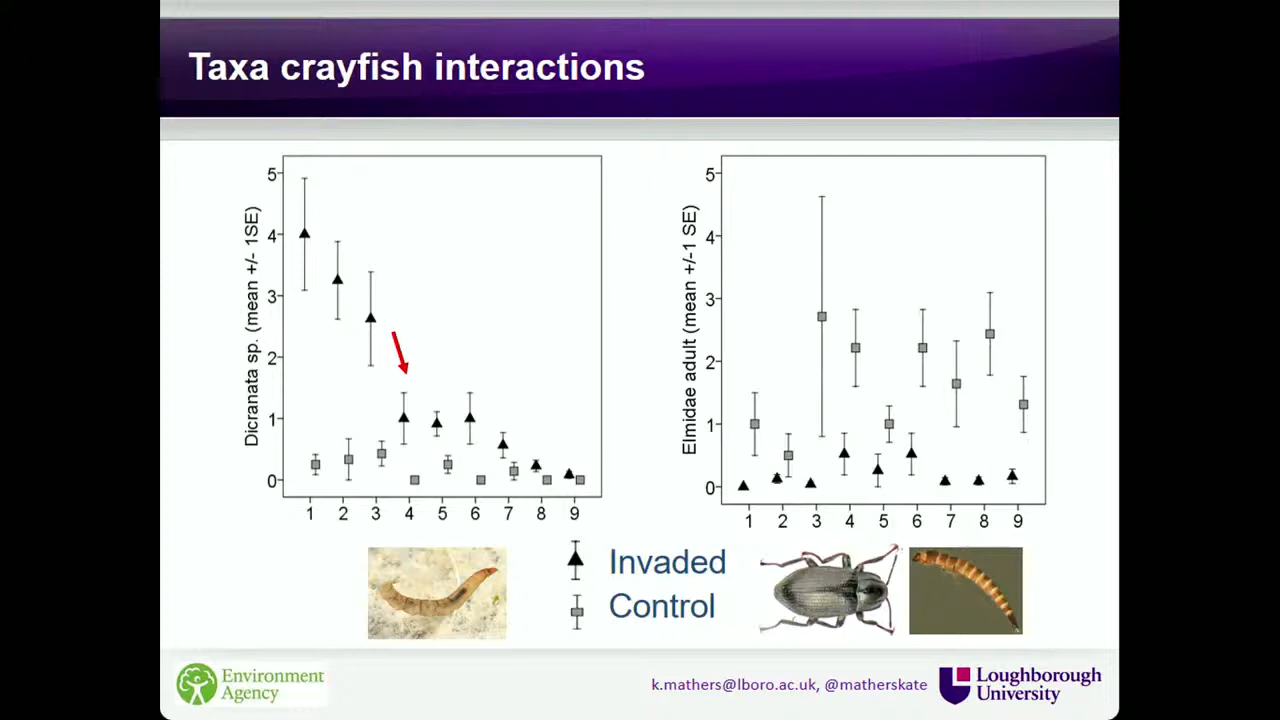 Taxa crayfish interactions
Dicranata sp. (mean +/- 1SE)
5
4
3
2
1
0
1 2 3 4 5 6 7 8 9
Elmidae adult (mean +/-1 SE)
5
4
3
2
1
0
1 2 3 4 5 6 7 8 9
Invaded
Control
Environment
Agency
k.mathers@lboro.ac.uk, @matherskate
Loughborough
University